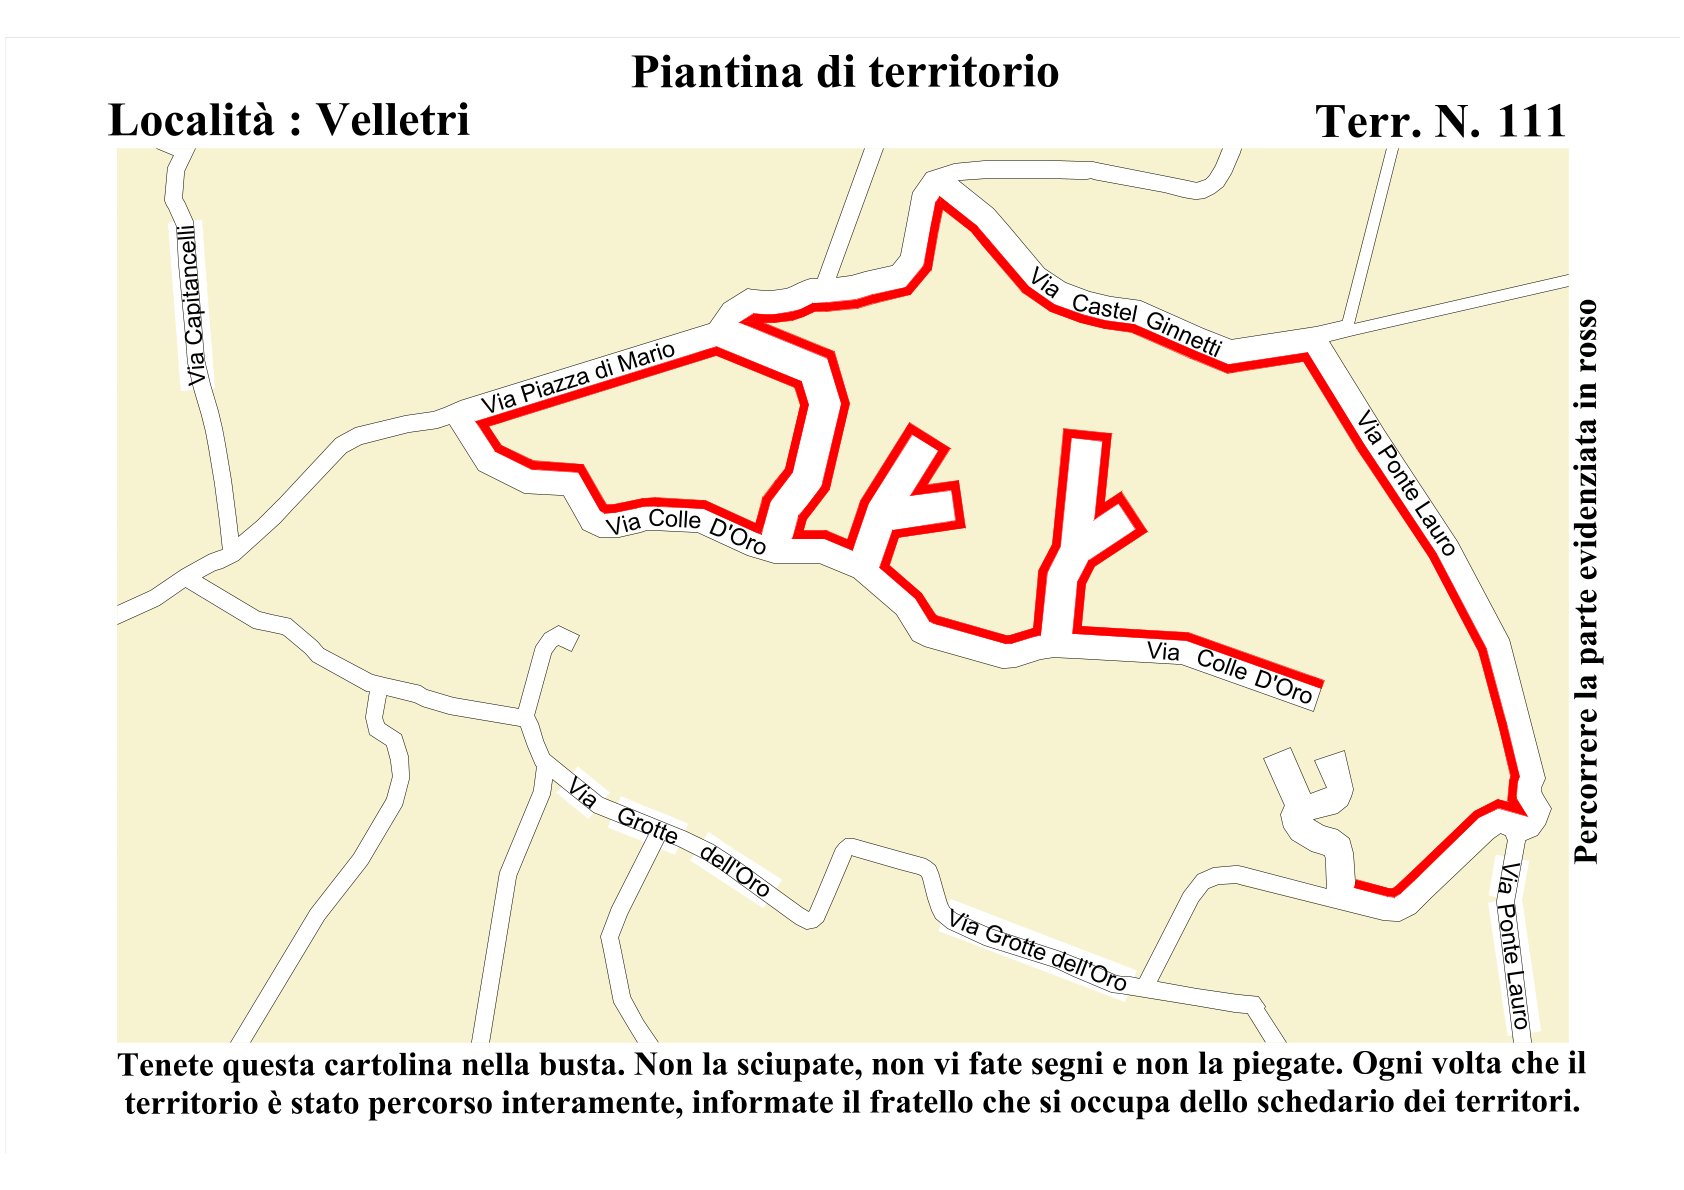 Piantina di territorio
Località : Velletri
Terr. N. 111
Via Capitancelli
Via Piazza di Mario
Via Castel Ginnetti
Via Ponte Lauro
Via Colle D'Oro
Via Colle D'Oro
Via Grotte dell'Oro
Via Grotte dell'Oro
Via Ponte Lauro
Percorrere la parte evidenziata in rosso
Tenete questa cartolina nella busta. Non la sciupate, non vi fate segni e non la piegate. Ogni volta che il
territorio è stato percorso interamente, informate il fratello che si occupa dello schedario dei territori.